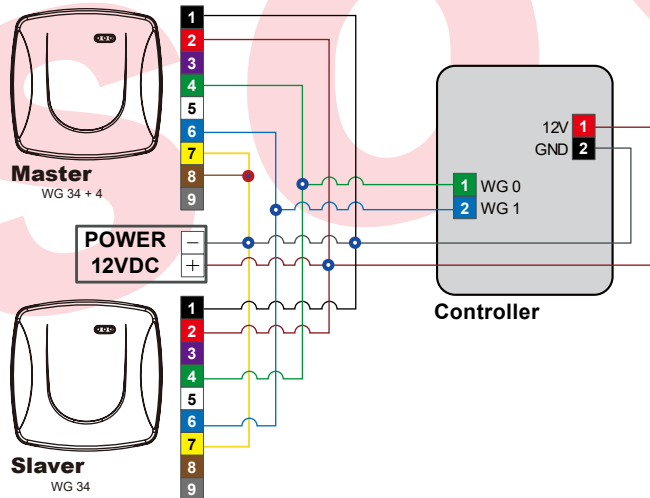 1
2
3
4
5
6
7
8
9
Master
WG 34 + 4
POWER −
12VDC +
1
2
3
4
5
6
7
8
9
Slaver
WG 34
12V 1
GND 2
1 WG 0
2 WG 1
Controller